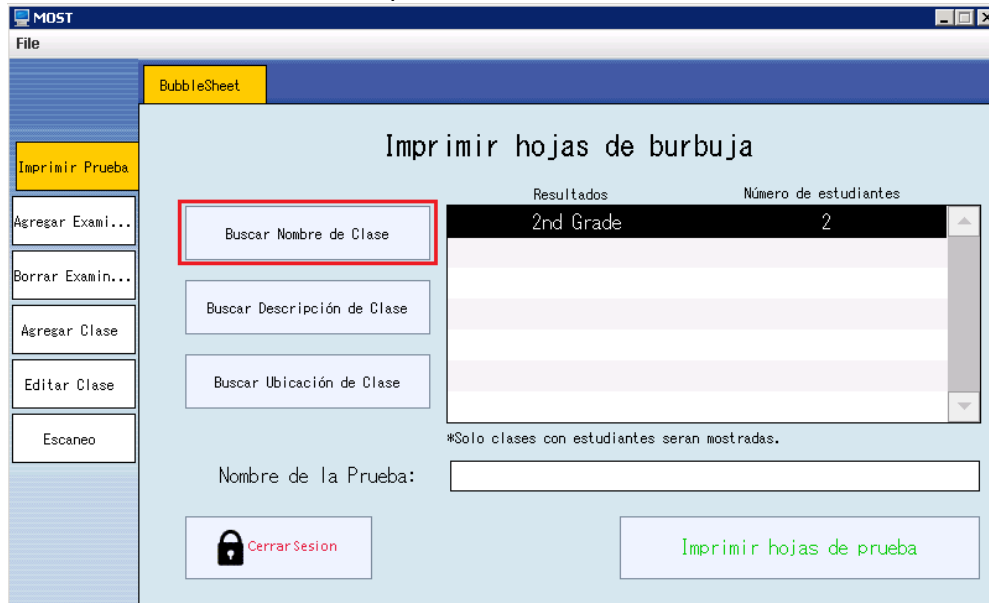 MOST
File
BubbleSheet
Imprimir hojas de burbuja
Imprimir Prueba
Agregar Exami...
Borrar Examin...
Agregar Clase
Editar Clase
Escaneo
Buscar Nombre de Clase
Buscar Descripción de Clase
Buscar Ubicación de Clase
Resultados Número de estudiantes
2nd Grade 2
*Solo clases con estudiantes seran mostradas.
Nombre de la Prueba:
Cerrar Sesion
Imprimir hojas de prueba